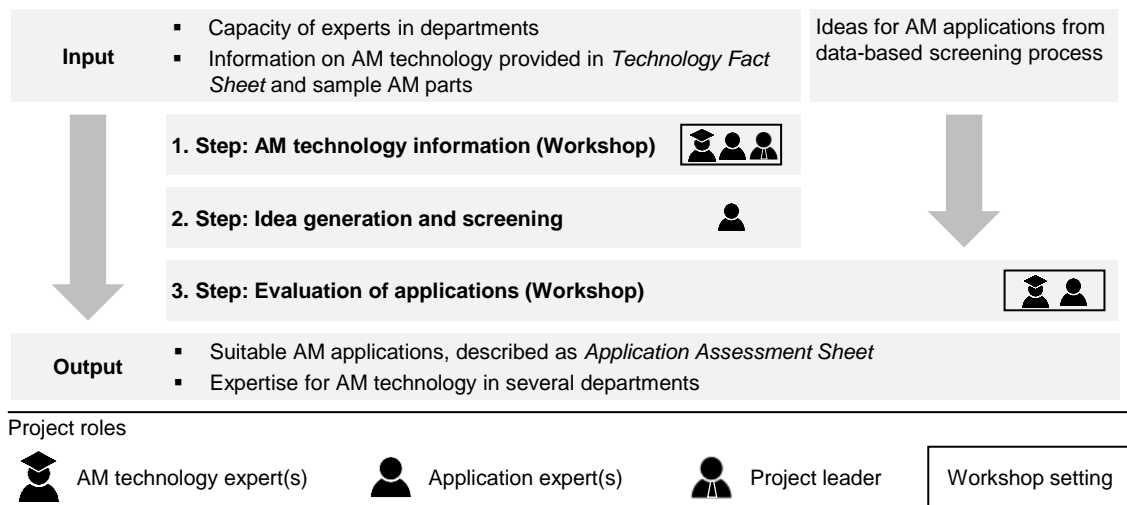 Input
▪ Capacity of experts in departments
▪ Information on AM technology provided in Technology Fact
Sheet and sample AM parts
Ideas for AM applications from
data-based screening process
1. Step: AM technology information (Workshop)
2. Step: Idea generation and screening
3. Step: Evaluation of applications (Workshop)
Output
▪ Suitable AM applications, described as Application Assessment Sheet
▪ Expertise for AM technology in several departments
Project roles
AM technology expert(s)
Application expert(s)
Project leader
Workshop setting